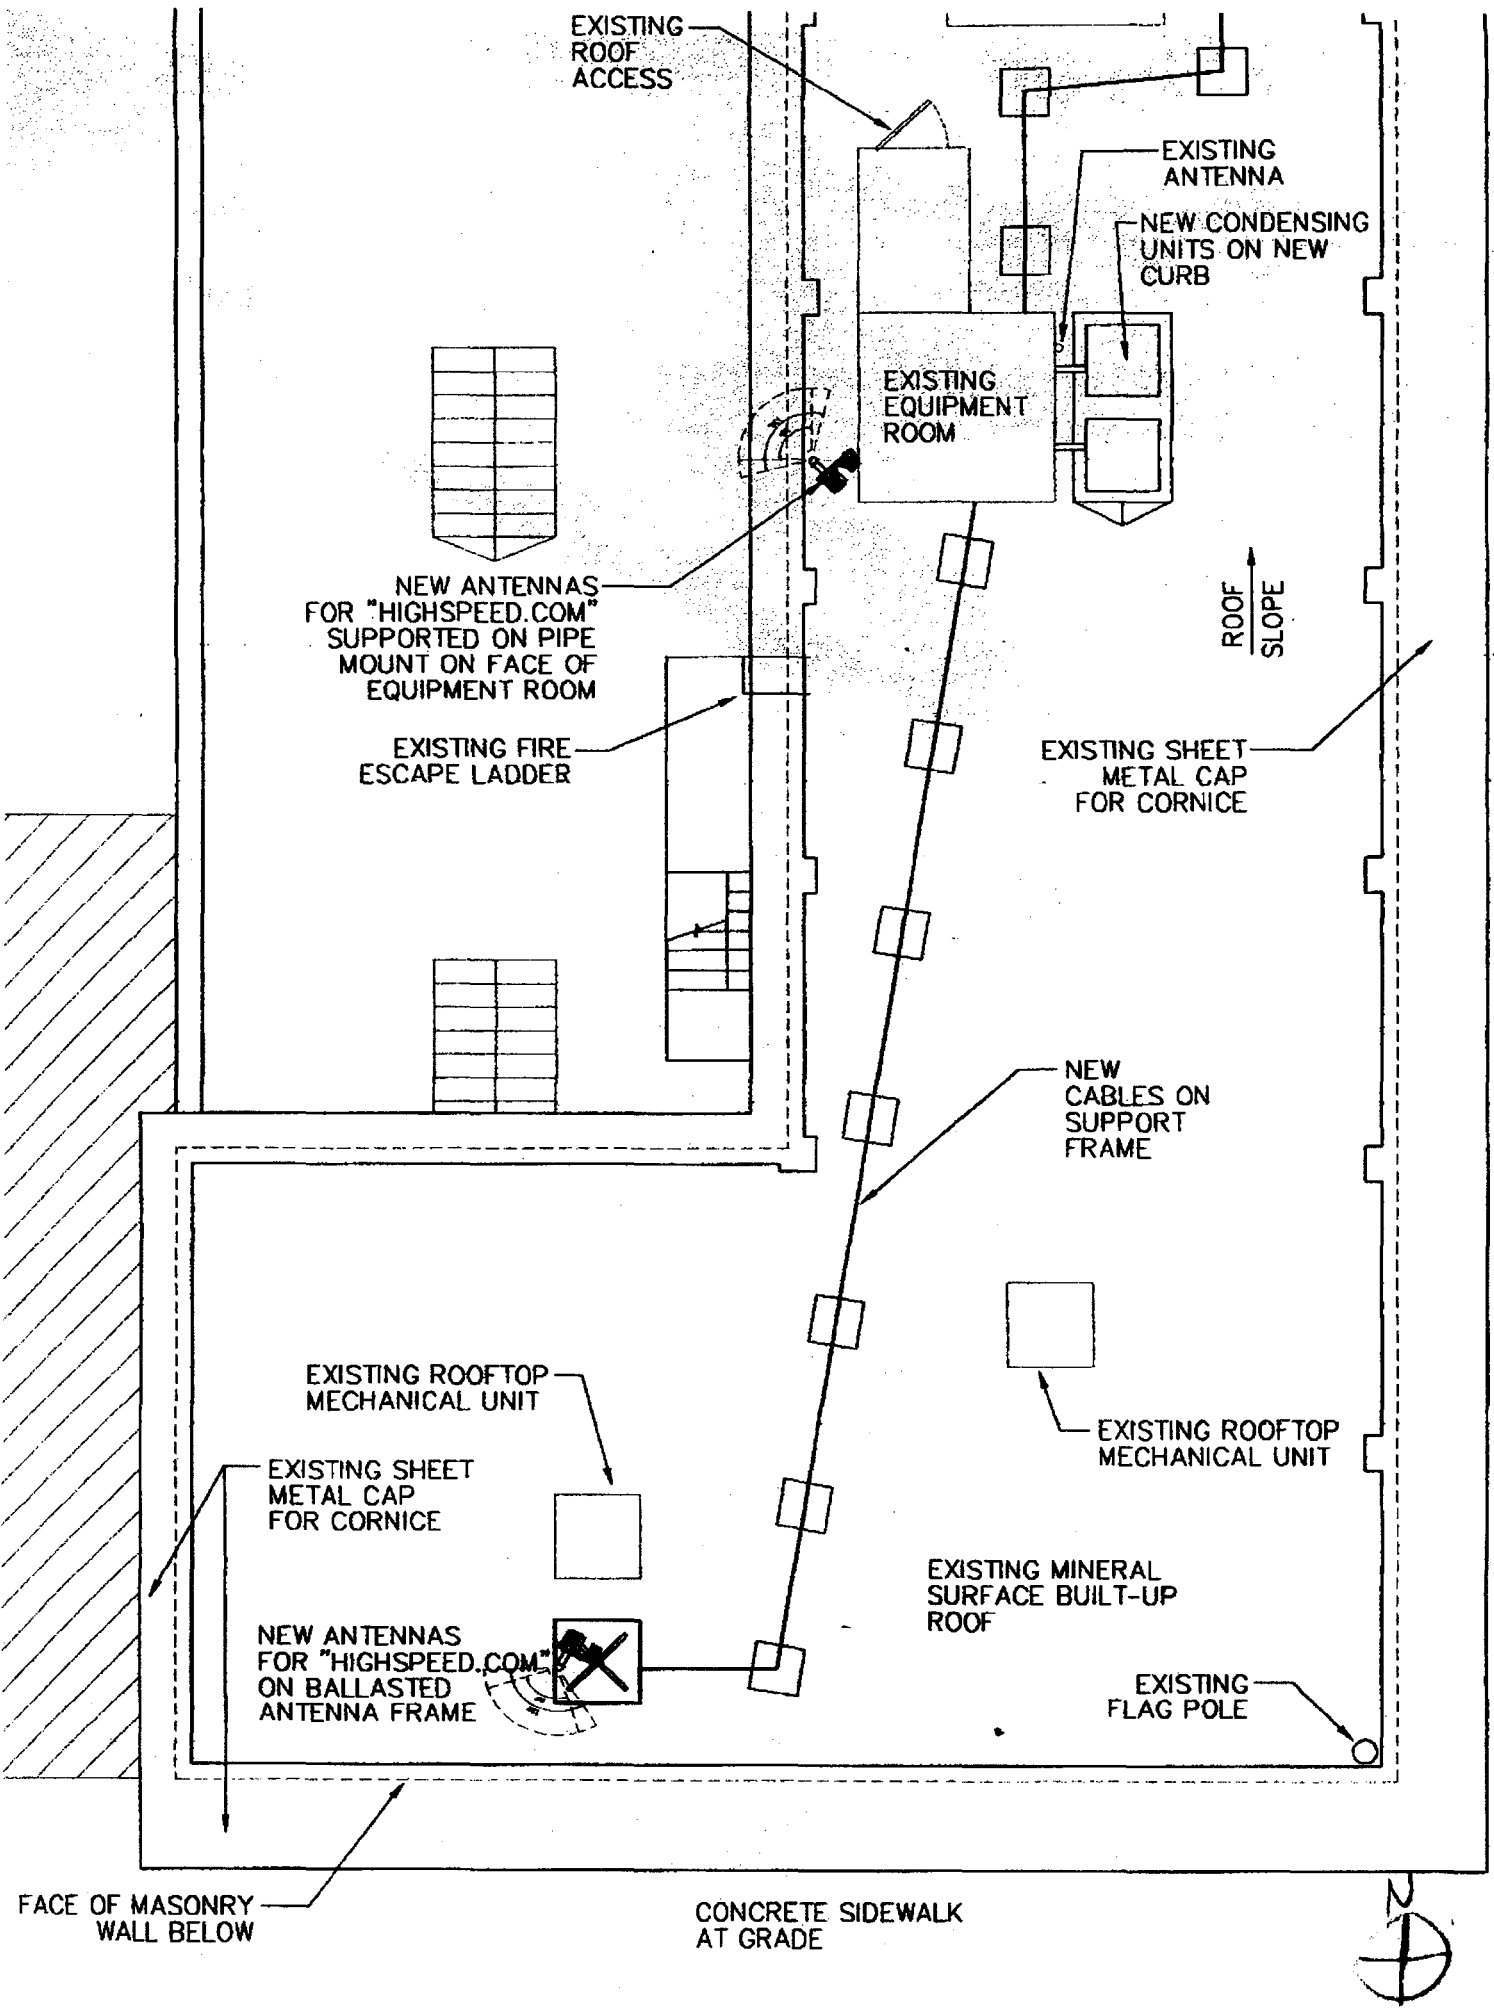 EXISTING
ROOF
ACCESS
EXISTING
ANTENNA
NEW CONDENSING
UNITS ON NEW
CURB
EXISTING
EQUIPMENT
ROOM
NEW ANTENNAS
FOR "HIGHSPEED.COM"
SUPPORTED ON PIPE
MOUNT ON FACE OF
EQUIPMENT ROOM
ROOF
SLOPE
EXISTING FIRE
ESCAPE LADDER
EXISTING SHEET
METAL CAP
FOR CORNICE
NEW
CABLES ON
SUPPORT
FRAME
EXISTING ROOFTOP
MECHANICAL UNIT
EXISTING ROOFTOP
MECHANICAL UNIT
EXISTING SHEET
METAL CAP
FOR CORNICE
EXISTING MINERAL
SURFACE BUILT-UP
ROOF
NEW ANTENNAS
FOR "HIGHSPEED.COM"
ON BALLASTED
ANTENNA FRAME
EXISTING
FLAG POLE
FACE OF MASONRY
WALL BELOW
CONCRETE SIDEWALK
AT GRADE
N